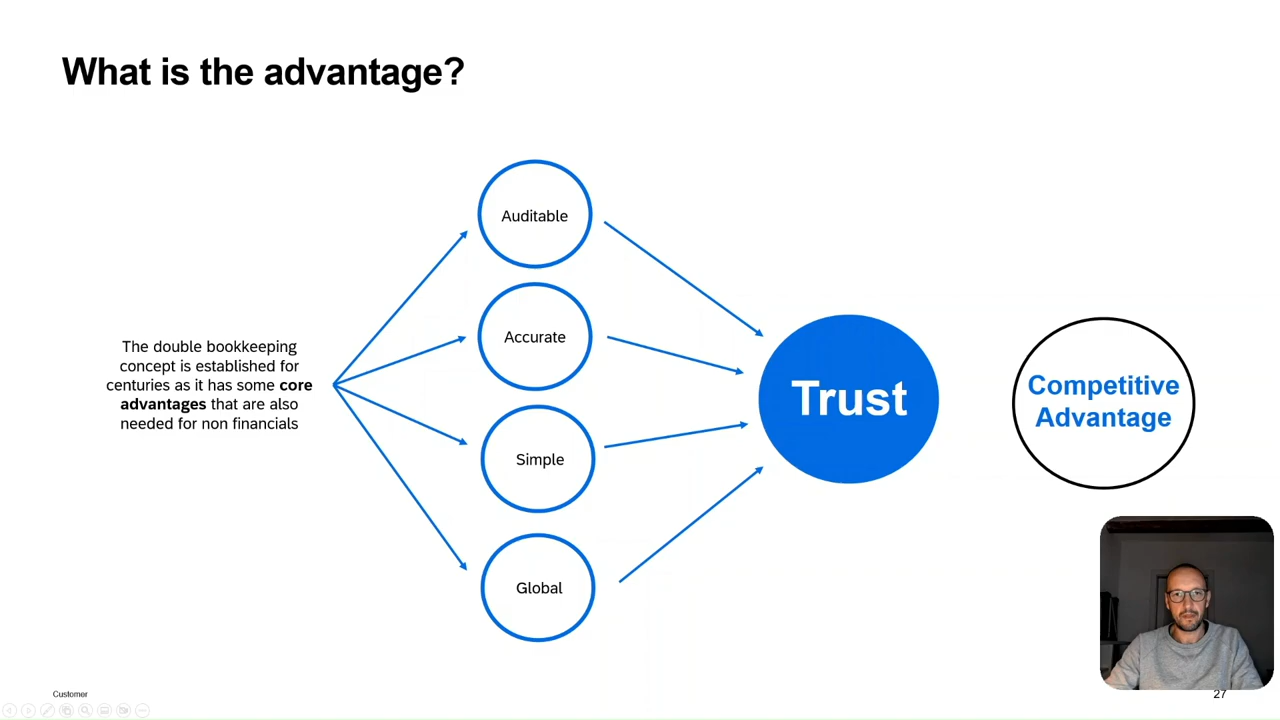 What is the advantage?
The double bookkeeping
concept is established for
centuries as it has some core
advantages that are also
needed for non financials
Auditable
Accurate
Simple
Global
Trust
Competitive
Advantage
Customer
27